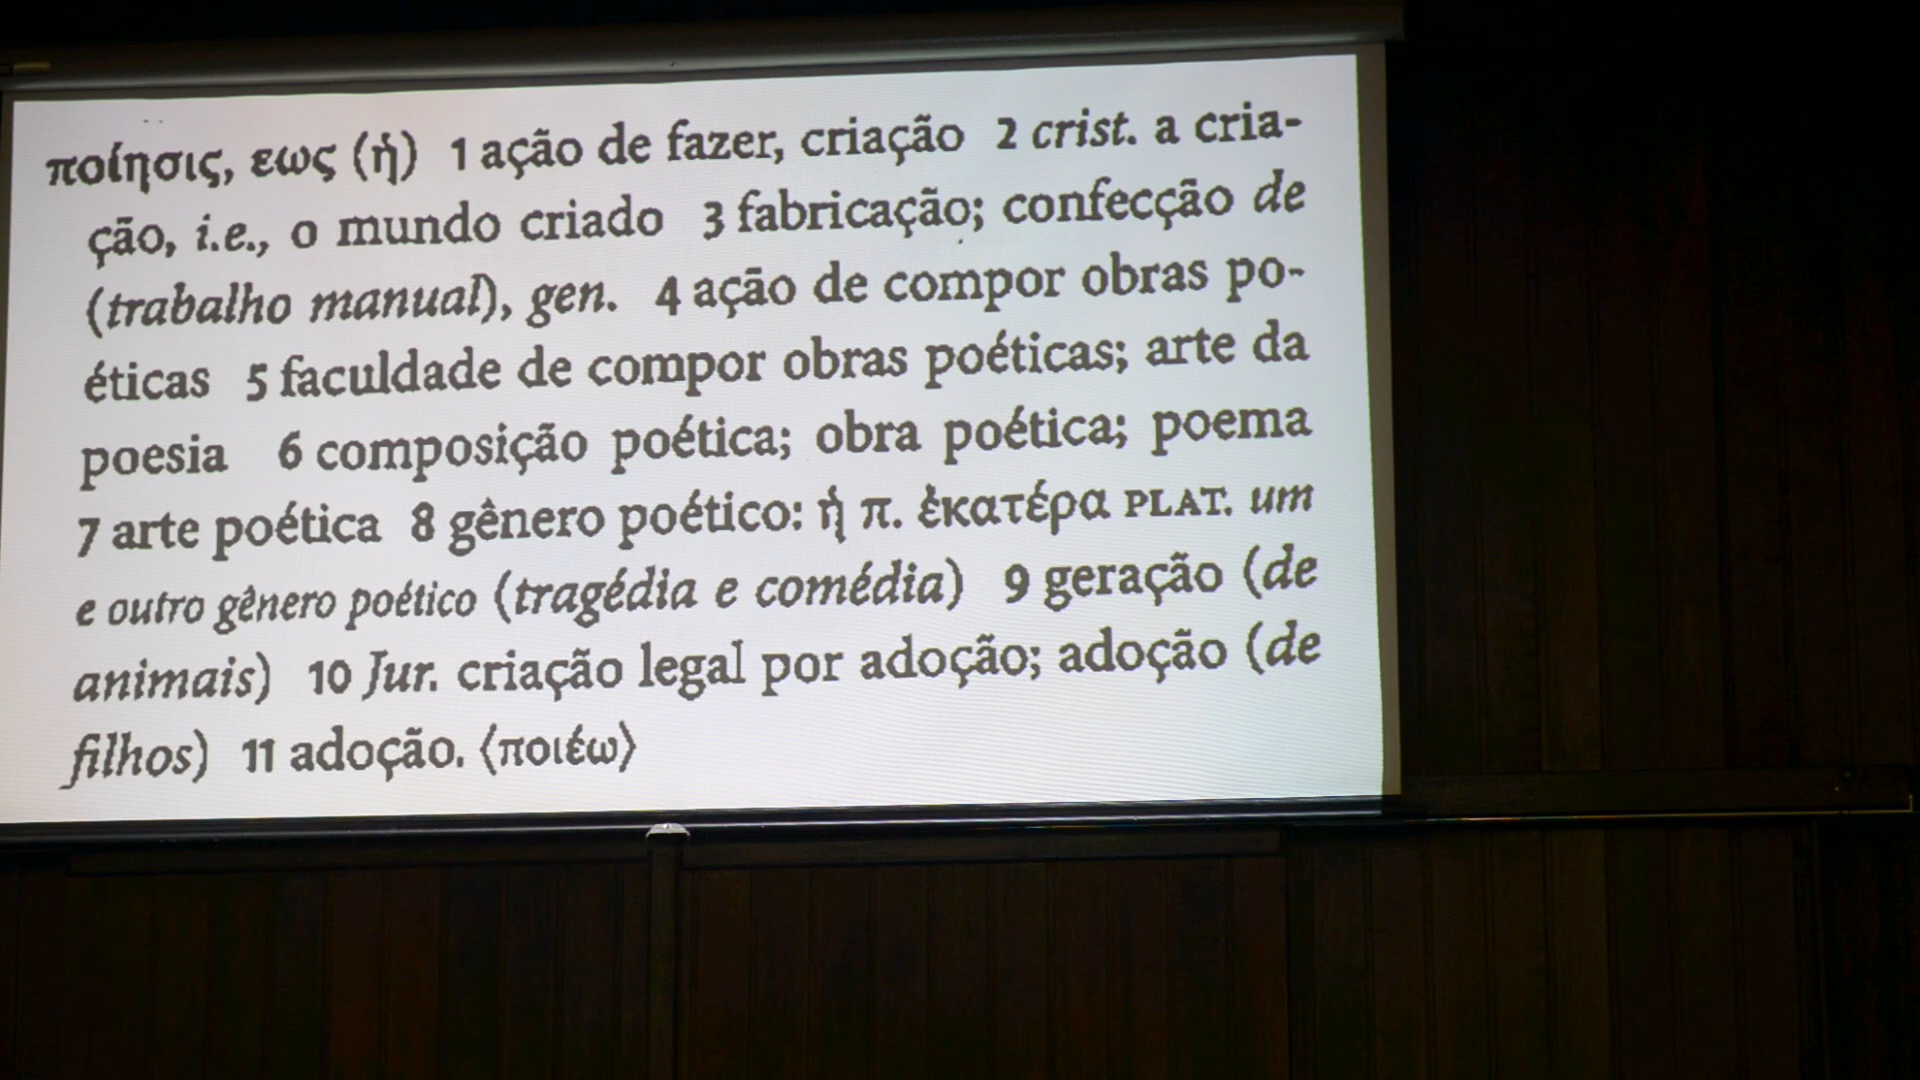 ποίησις, εως (ἡ) 1 ação de fazer, criação 2 crist. a cria-
ção, i.e., o mundo criado 3 fabricação; confecção de
(trabalho manual), gen. 4 ação de compor obras po-
éticas 5 faculdade de compor obras poéticas; arte da
poesia 6 composição poética; obra poética; poema
7 arte poética 8 gênero poético: ἡ π. ἑκατέρα PLAT. um
e outro gênero poético (tragédia e comédia) 9 geração (de
animais) 10 Jur. criação legal por adoção; adoção (de
filhos) 11 adoção. ⟨ποιέω⟩